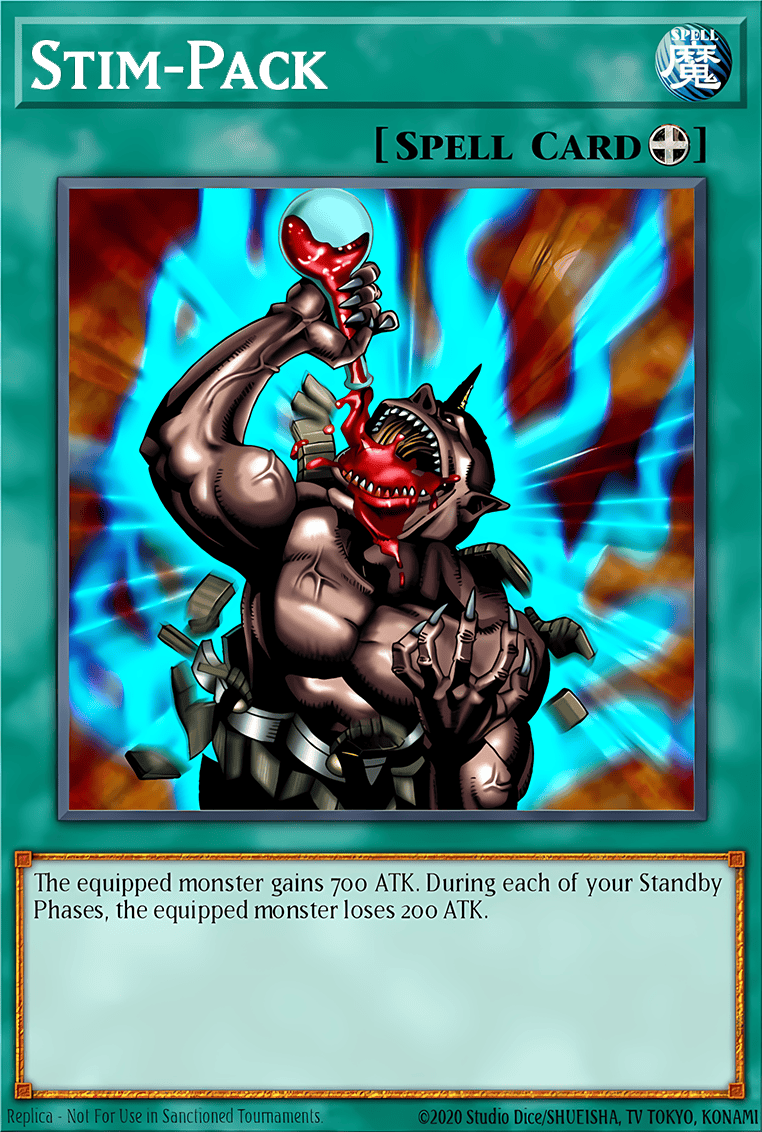 Stim-Pack
SPELL
魔
[Spell Card]
The equipped monster gains 700 ATK. During each of your Standby
Phases, the equipped monster loses 200 ATK.
Replica - Not For Use in Sanctioned Tournaments.
©2020 Studio Dice/SHUEISHA, TV TOKYO, KONAMI